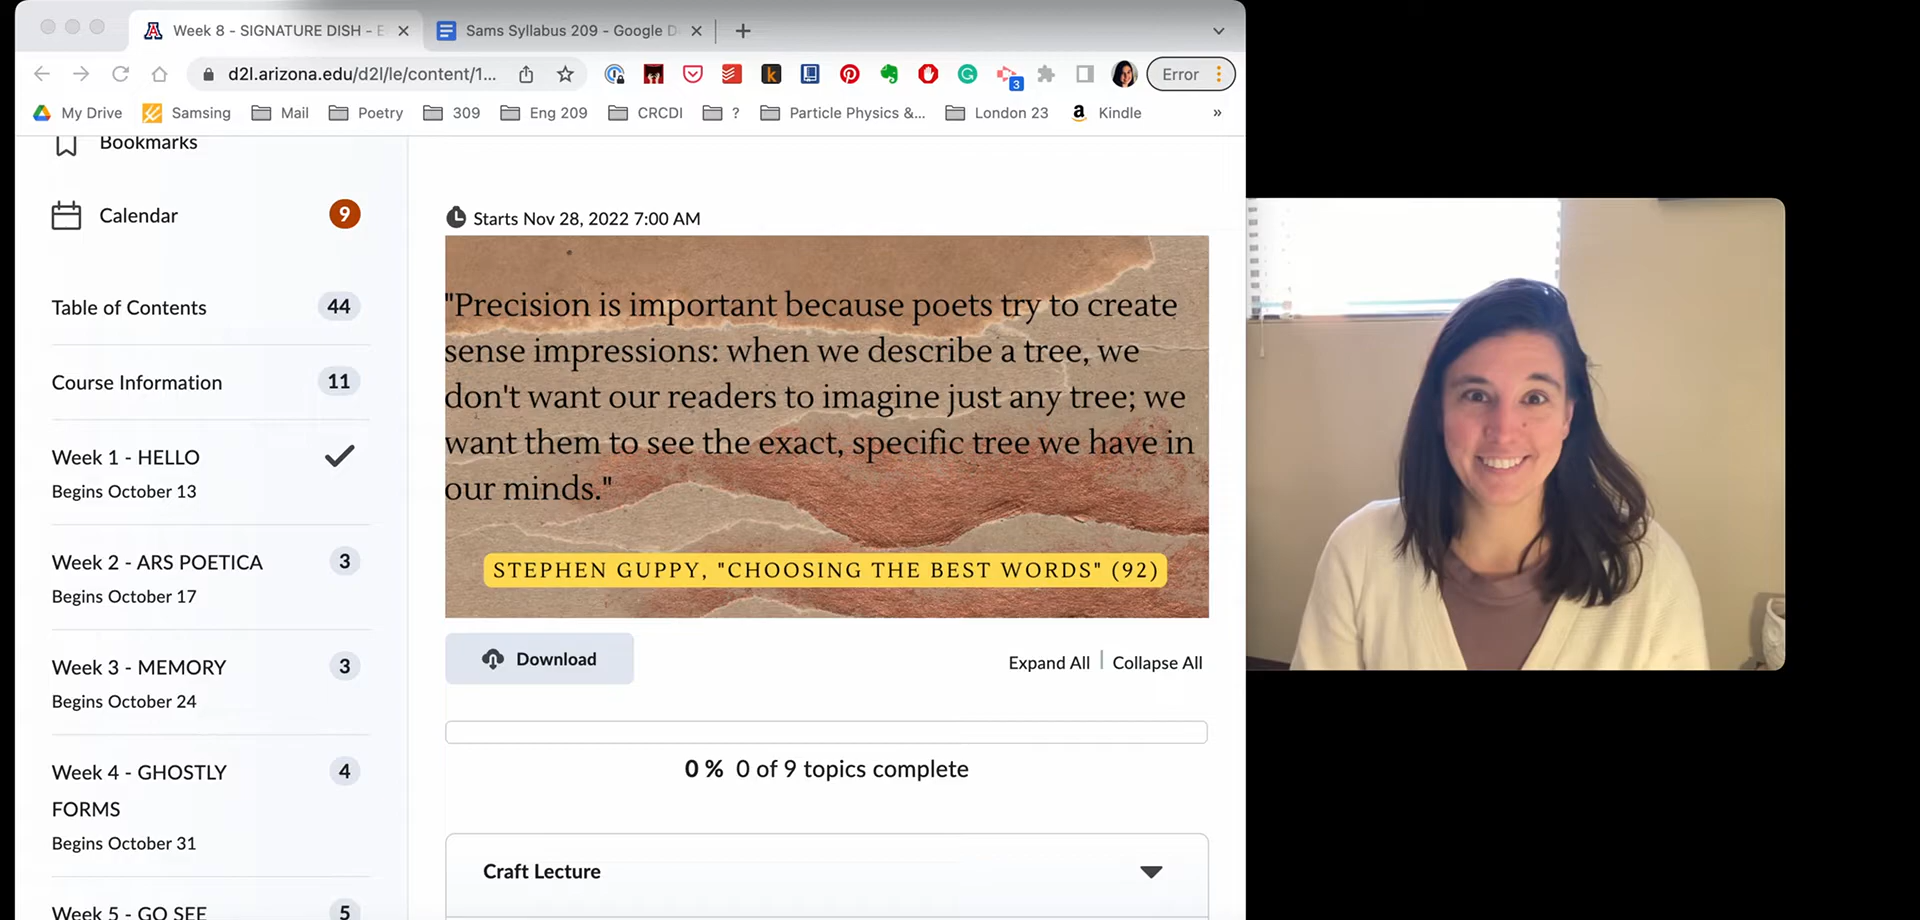 Week 8 - SIGNATURE DISH - E
Sams Syllabus 209 - Google D
d2l.arizona.edu/d2l/le/content/1...
3
Error
My Drive
Samsing
Mail
Poetry
309
Eng 209
CRCDI
?
Particle Physics &...
London 23
Kindle
»
Bookmarks
Calendar
9
Table of Contents
44
Course Information
11
Week 1 - HELLO
Begins October 13
Week 2 - ARS POETICA
3
Begins October 17
Week 3 - MEMORY
3
Begins October 24
Week 4 - GHOSTLY
4
FORMS
Begins October 31
Week 5 - GO SEE
5
Starts Nov 28, 2022 7:00 AM
"Precision is important because poets try to create
sense impressions: when we describe a tree, we
don't want our readers to imagine just any tree; we
want them to see the exact, specific tree we have in
our minds."
STEPHEN GUPPY, "CHOOSING THE BEST WORDS" (92)
Download
Expand All | Collapse All
0 % 0 of 9 topics complete
Craft Lecture